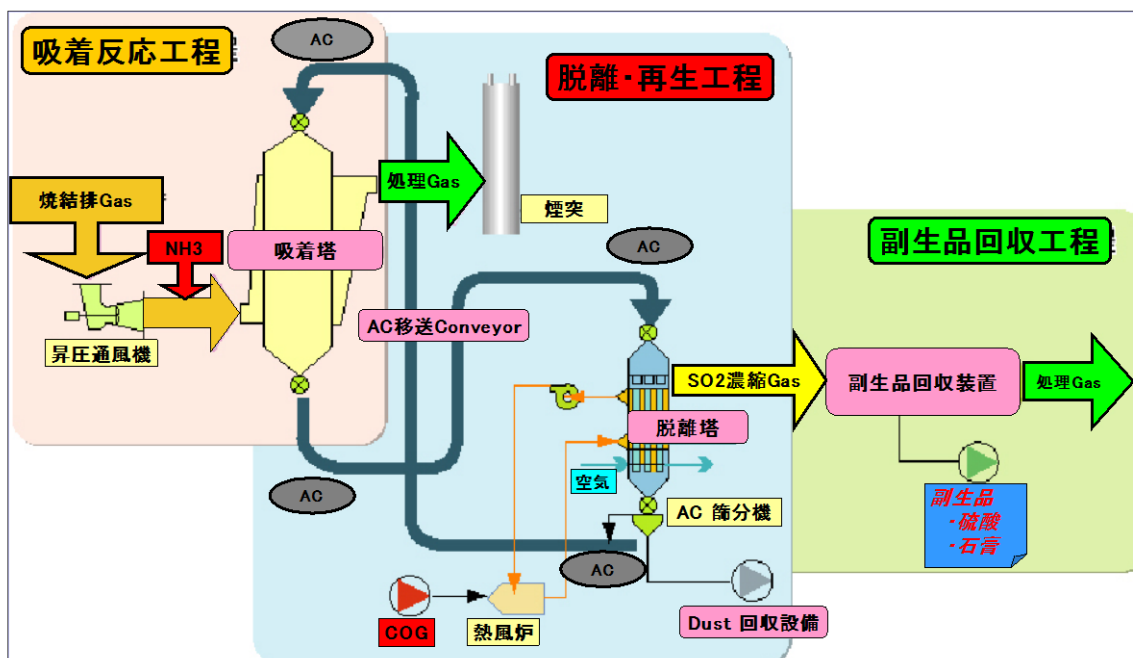 吸着反応工程
AC
脱離・再生工程
処理Gas
煙突
焼結排Gas
NH3
吸着塔
AC
副生品回収工程
昇圧通風機
AC移送Conveyor
SO2濃縮Gas
副生品回収装置
処理Gas
脱離塔
空気
AC
AC 篩分機
副生品
・硫酸
・石膏
AC
COG
熱風炉
Dust 回収設備